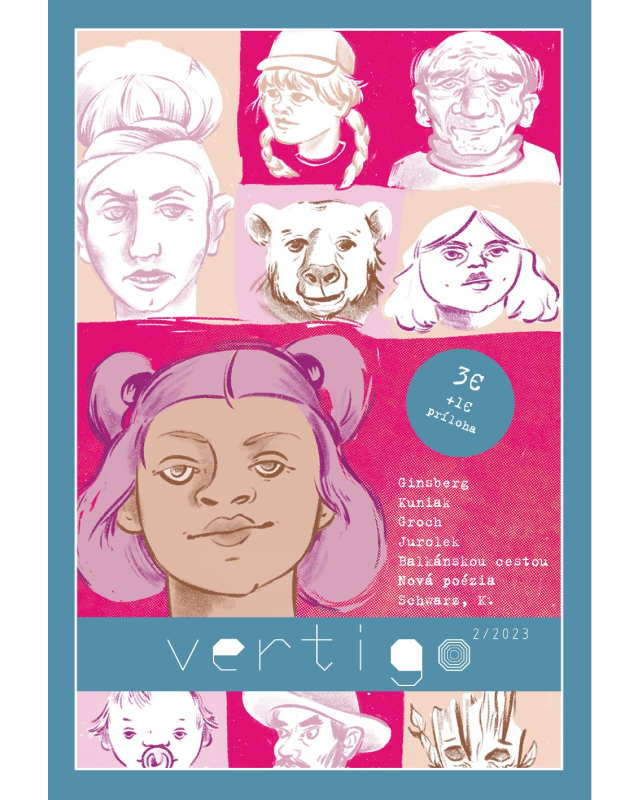 3€
+1€
príloha
Ginsberg
Kuniak
Groch
Jurolek
Balkánskou cestou
Nová poézia
Schwarz, K.
vertigo
2/2023